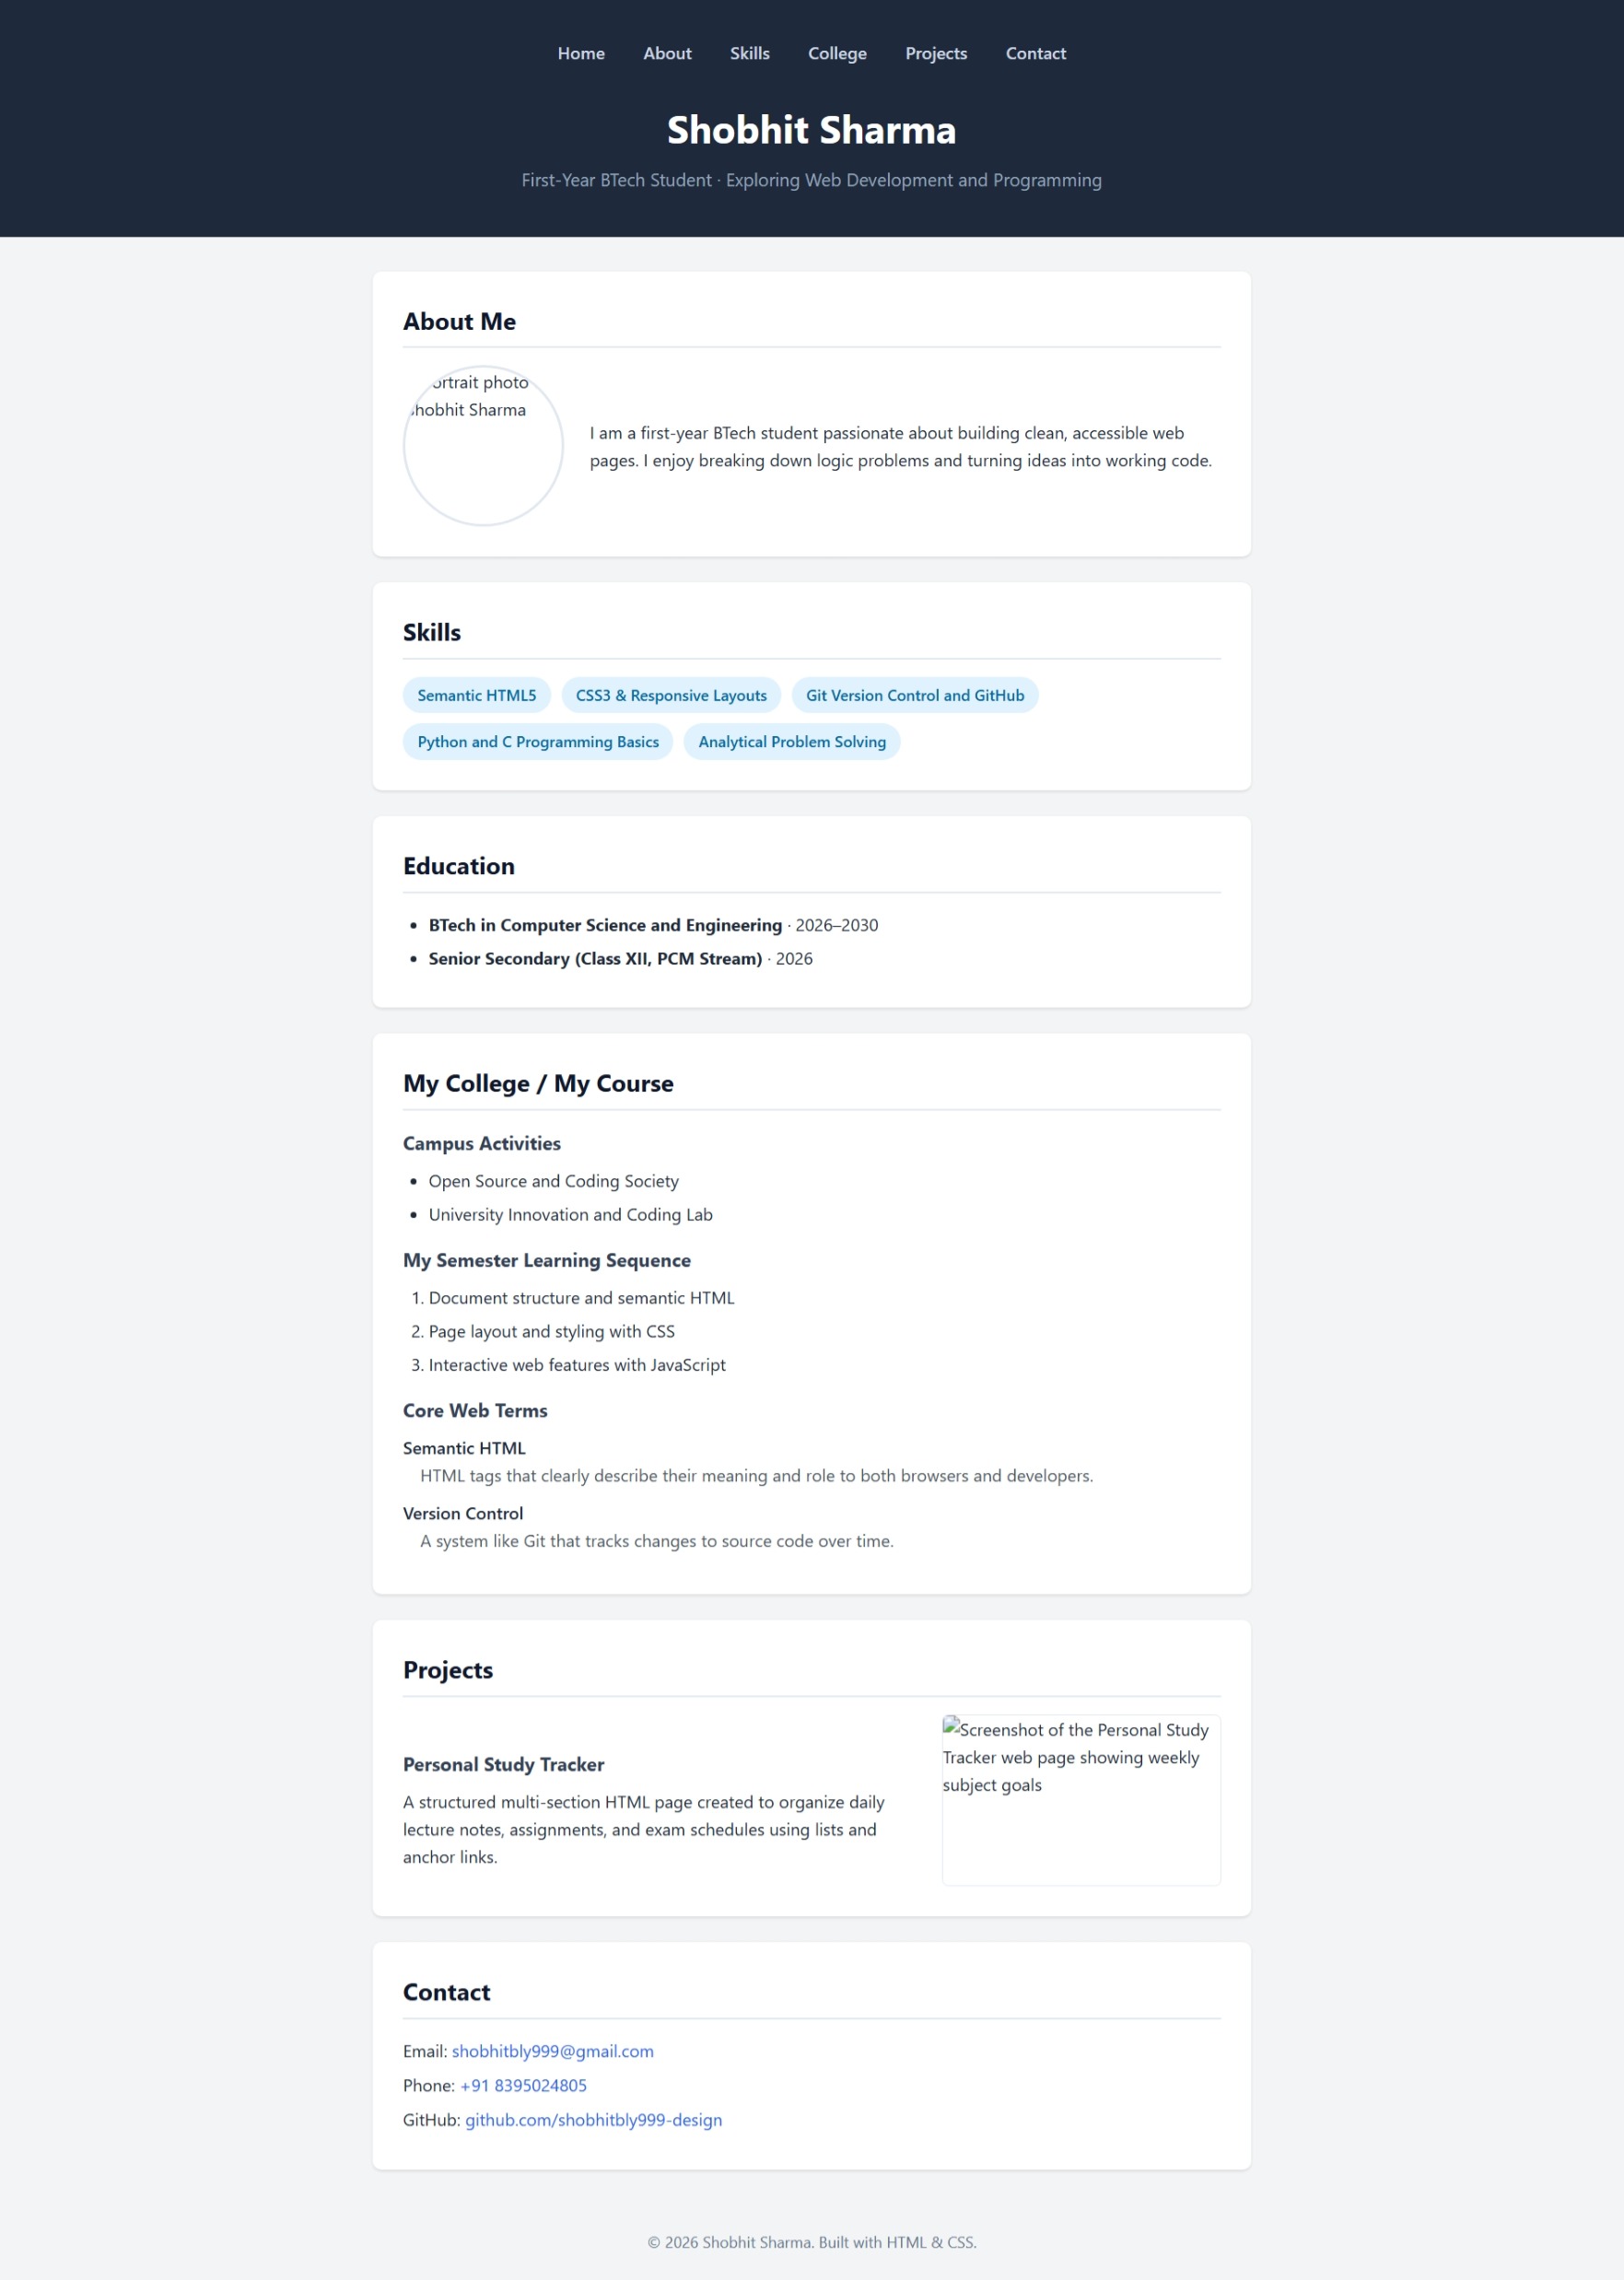 Home About Skills College Projects Contact
Shobhit Sharma
First-Year BTech Student · Exploring Web Development and Programming
About Me
ortrait photo
hobhit Sharma
I am a first-year BTech student passionate about building clean, accessible web
pages. I enjoy breaking down logic problems and turning ideas into working code.
Skills
Semantic HTML5 CSS3 & Responsive Layouts Git Version Control and GitHub
Python and C Programming Basics Analytical Problem Solving
Education
• BTech in Computer Science and Engineering · 2026–2030
• Senior Secondary (Class XII, PCM Stream) · 2026
My College / My Course
Campus Activities
• Open Source and Coding Society
• University Innovation and Coding Lab
My Semester Learning Sequence
1. Document structure and semantic HTML
2. Page layout and styling with CSS
3. Interactive web features with JavaScript
Core Web Terms
Semantic HTML
HTML tags that clearly describe their meaning and role to both browsers and developers.
Version Control
A system like Git that tracks changes to source code over time.
Projects
Personal Study Tracker
A structured multi-section HTML page created to organize daily
lecture notes, assignments, and exam schedules using lists and
anchor links.
Screenshot of the Personal Study
Tracker web page showing weekly
subject goals
Contact
Email: shobhitbly999@gmail.com
Phone: +91 8395024805
GitHub: github.com/shobhitbly999-design
© 2026 Shobhit Sharma. Built with HTML & CSS.